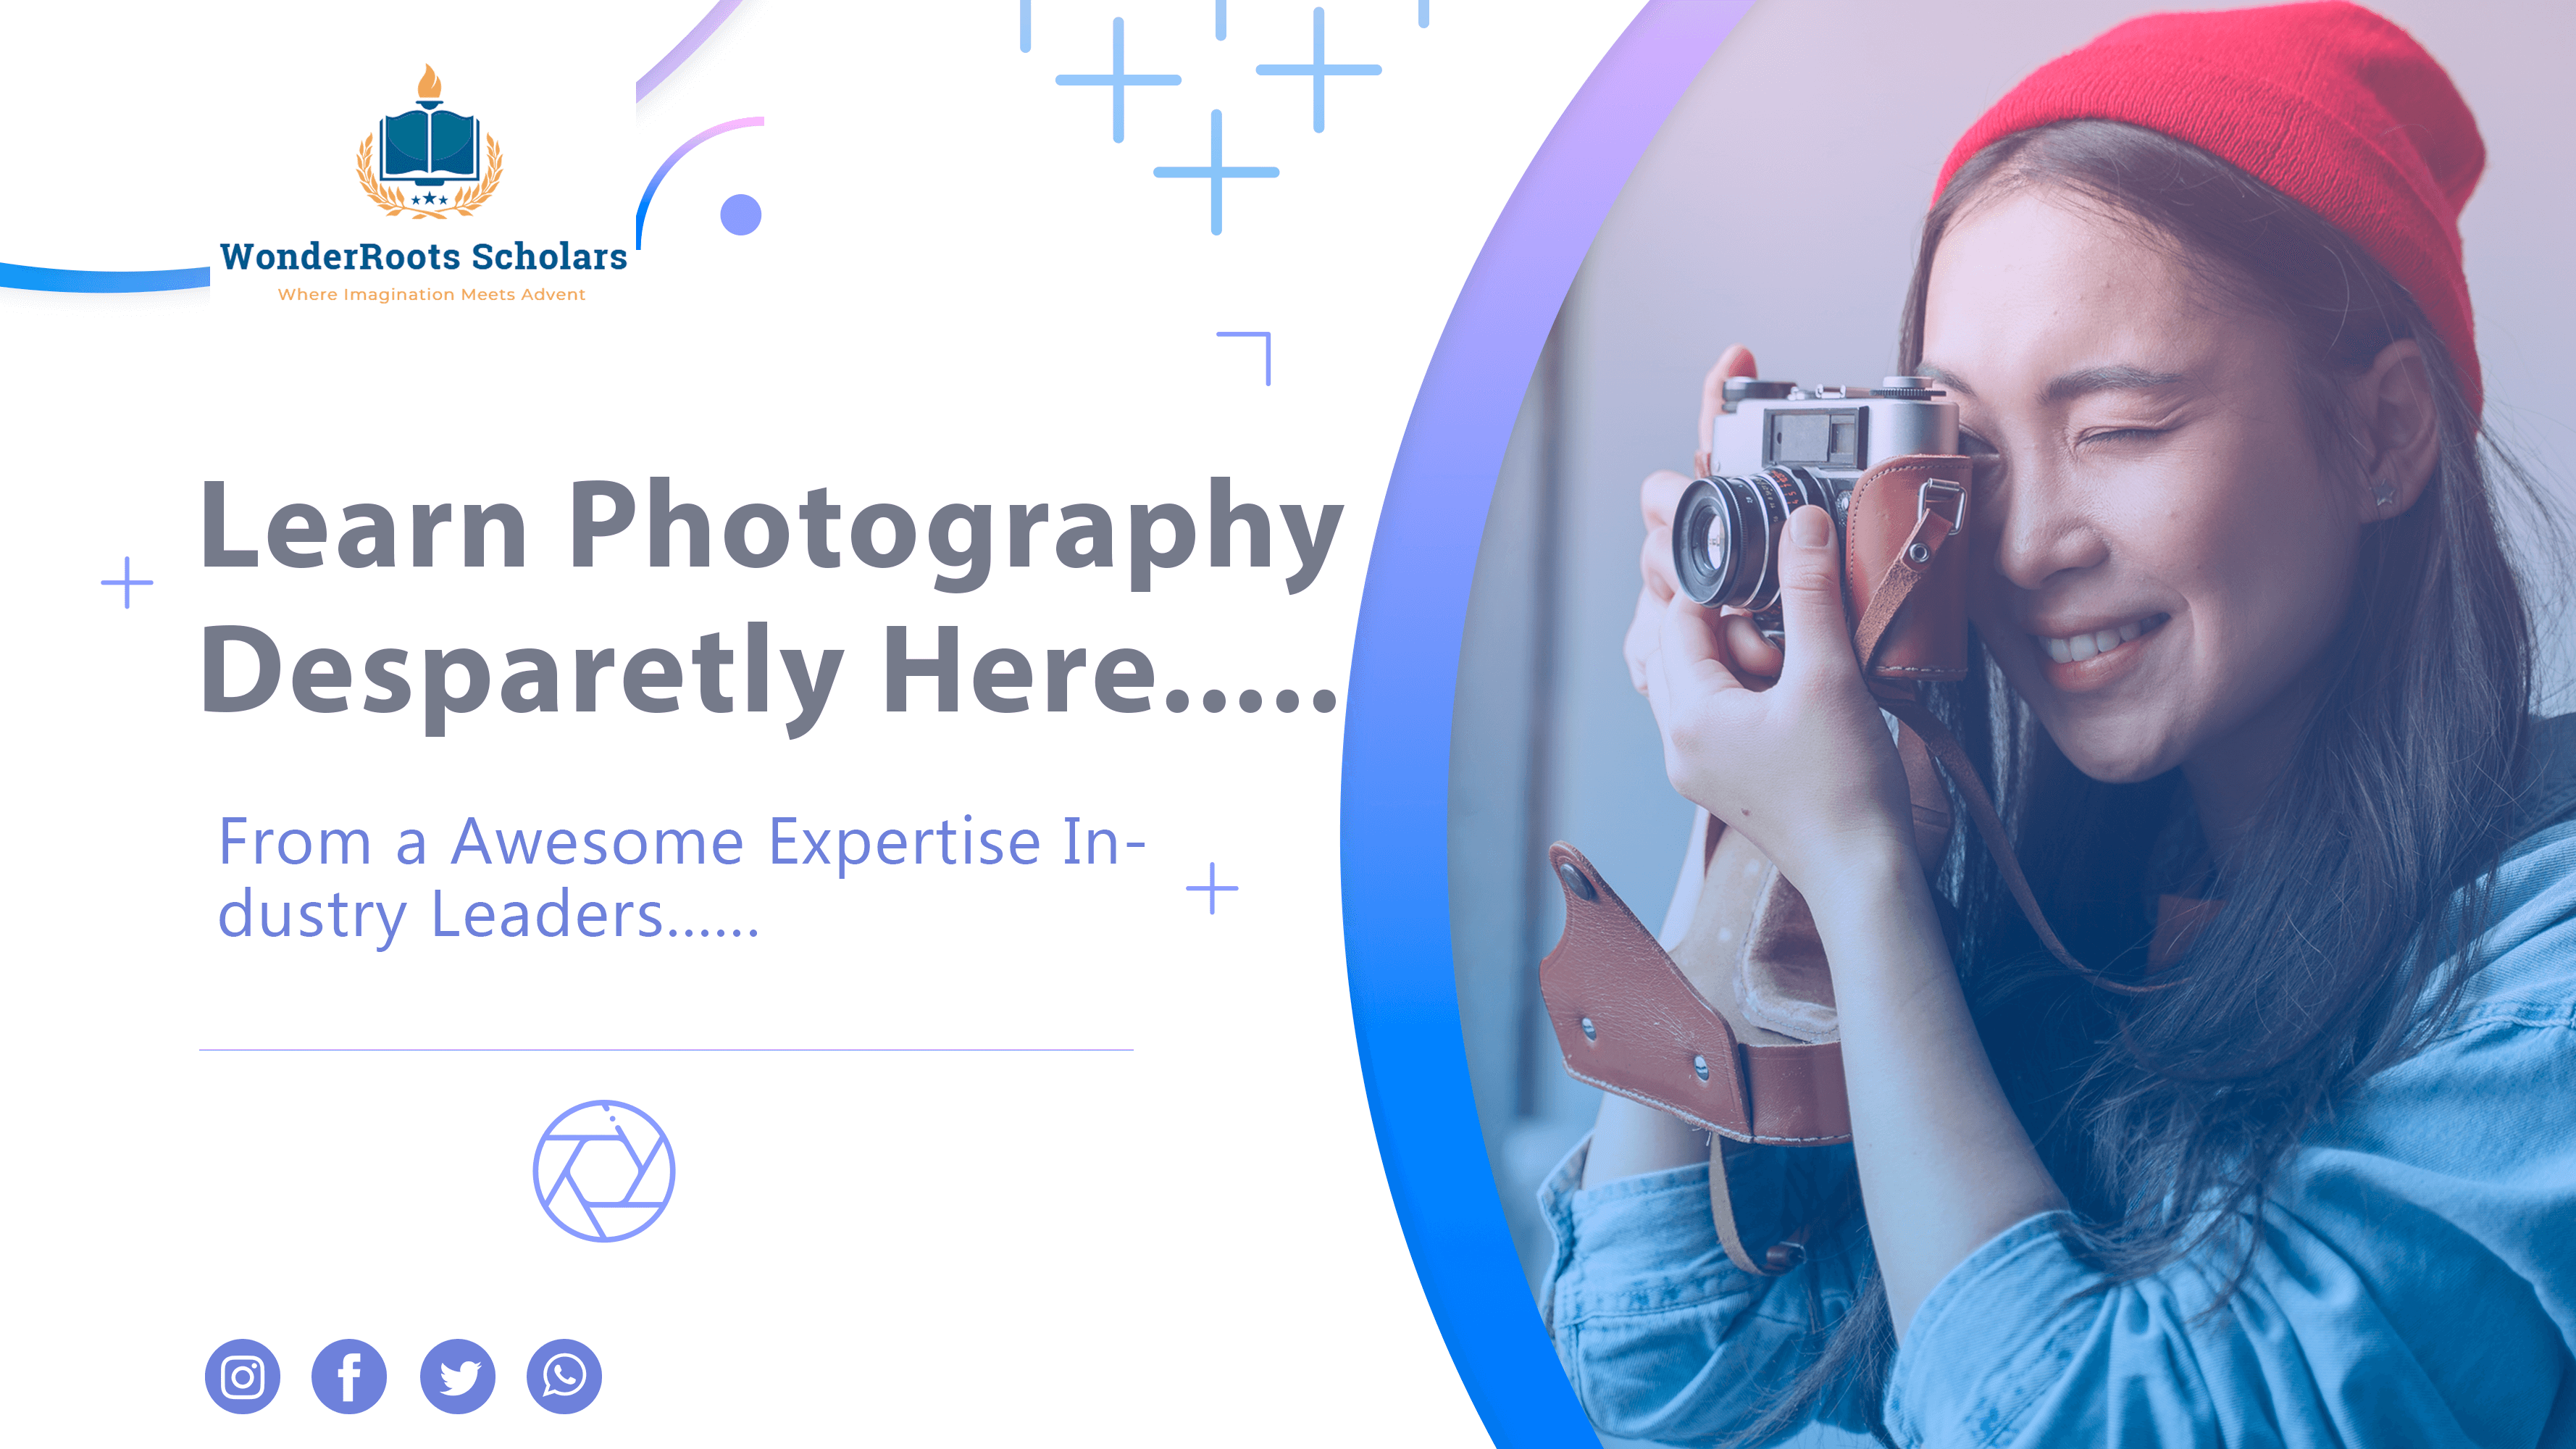 WonderRoots Scholars
Where Imagination Meets Advent
Learn Photography
Desparetly Here.....
From a Awesome Expertise In-
dustry Leaders......